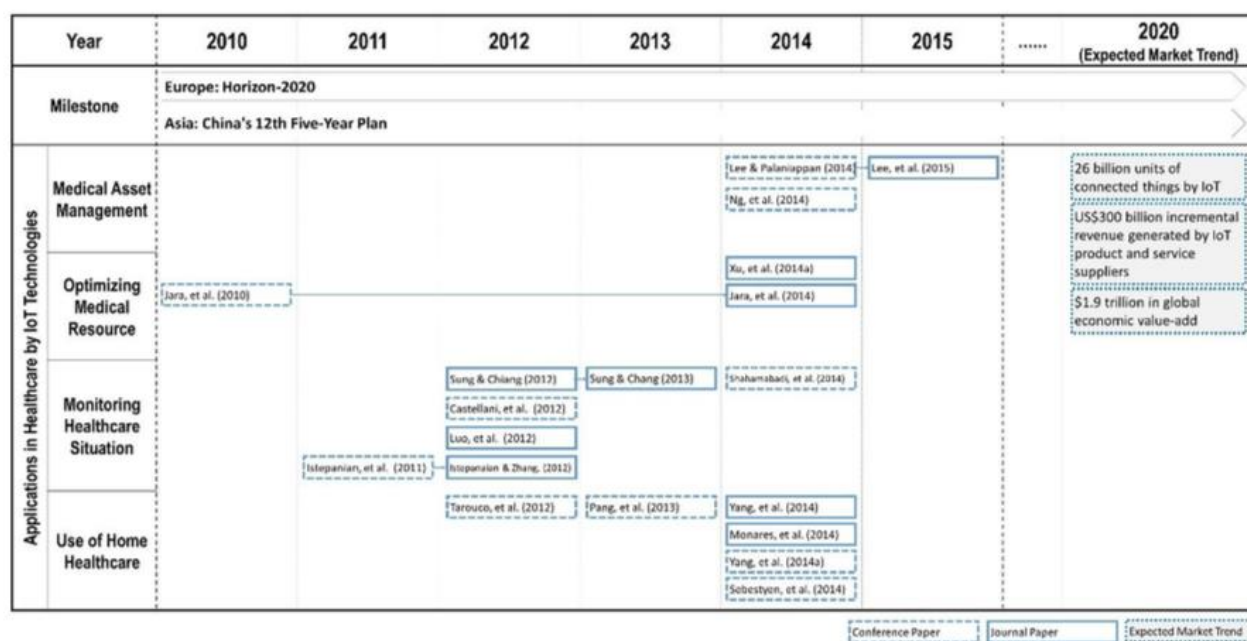 Year 2010 2011 2012 2013 2014 2015 ...... 2020
(Expected Market Trend)
Milestone
Europe: Horizon-2020
Asia: China's 12th Five-Year Plan
Applications in Healthcare by IoT Technologies
Medical Asset
Management
Lee & Palaniappan (2014) Lee, et al. (2015)
Ng, et al. (2014)
Optimizing
Medical
Resource
Xu, et al. (2014a)
Jara, et al. (2010) Jara, et al. (2014)
Monitoring
Healthcare
Situation
Sung & Chiang (2012) Sung & Chang (2013) Shahamabadi, et al. (2014)
Castellani, et al. (2012)
Luo, et al. (2012)
Istepanian, et al. (2011) & Zhang, (2012)
Use of Home
Healthcare
Tarouco, et al. (2012) Pang, et al. (2013) Yang, et al. (2014)
Monares, et al. (2014)
Yang, et al. (2014a)
Sebestyen, et al. (2014)
26 billion units of
connected things by IoT
US$300 billion incremental
revenue generated by IoT
product and service
suppliers
$1.9 trillion in global
economic value-add
Conference Paper Journal Paper Expected Market Trend